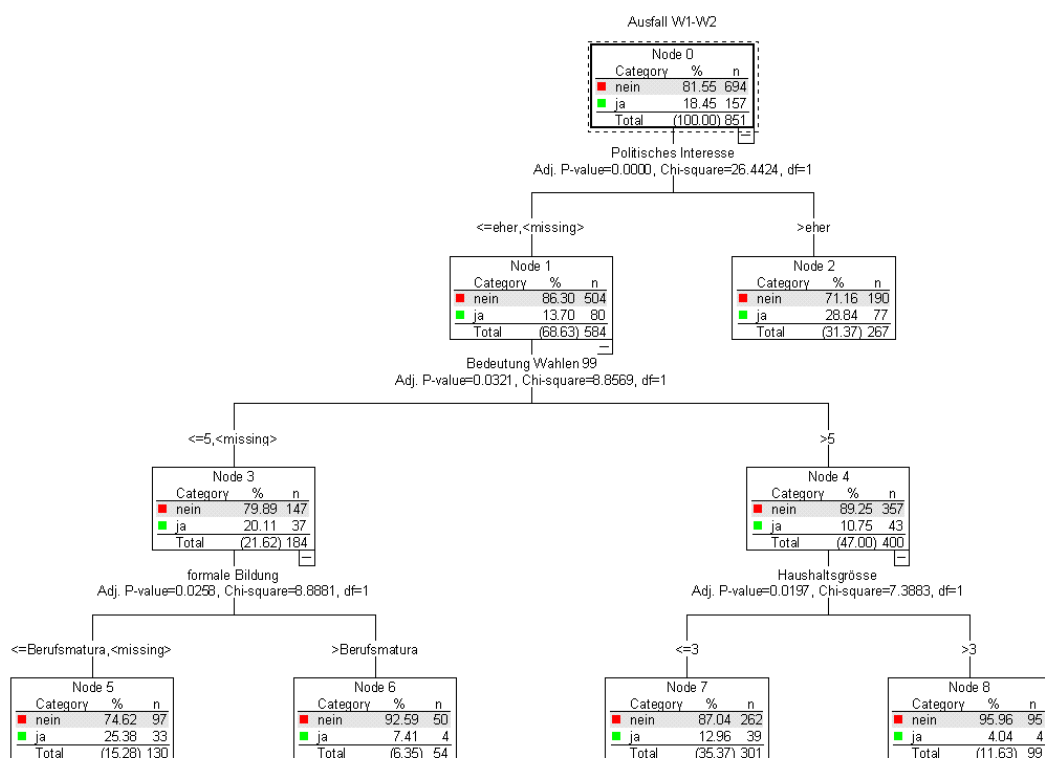 Ausfall W1-W2
Node 0
Category % n
nein 81.55 694
ja 18.45 157
Total (100.00) 851
Politisches Interesse
Adj. P-value=0.0000, Chi-square=26.4424, df=1
<=eher,<missing>
>eher
Node 1
Category % n
nein 86.30 504
ja 13.70 80
Total (68.63) 584
Node 2
Category % n
nein 71.16 190
ja 28.84 77
Total (31.37) 267
Bedeutung Wahlen 99
Adj. P-value=0.0321, Chi-square=8.8569, df=1
<=5,<missing>
>5
Node 3
Category % n
nein 79.89 147
ja 20.11 37
Total (21.62) 184
Node 4
Category % n
nein 89.25 357
ja 10.75 43
Total (47.00) 400
formale Bildung
Adj. P-value=0.0258, Chi-square=8.8881, df=1
Haushaltsgrösse
Adj. P-value=0.0197, Chi-square=7.3883, df=1
<=Berufsmatura,<missing>
>Berufsmatura
<=3
>3
Node 5
Category % n
nein 74.62 97
ja 25.38 33
Total (15.28) 130
Node 6
Category % n
nein 92.59 50
ja 7.41 4
Total (6.35) 54
Node 7
Category % n
nein 87.04 262
ja 12.96 39
Total (35.37) 301
Node 8
Category % n
nein 95.96 95
ja 4.04 4
Total (11.63) 99